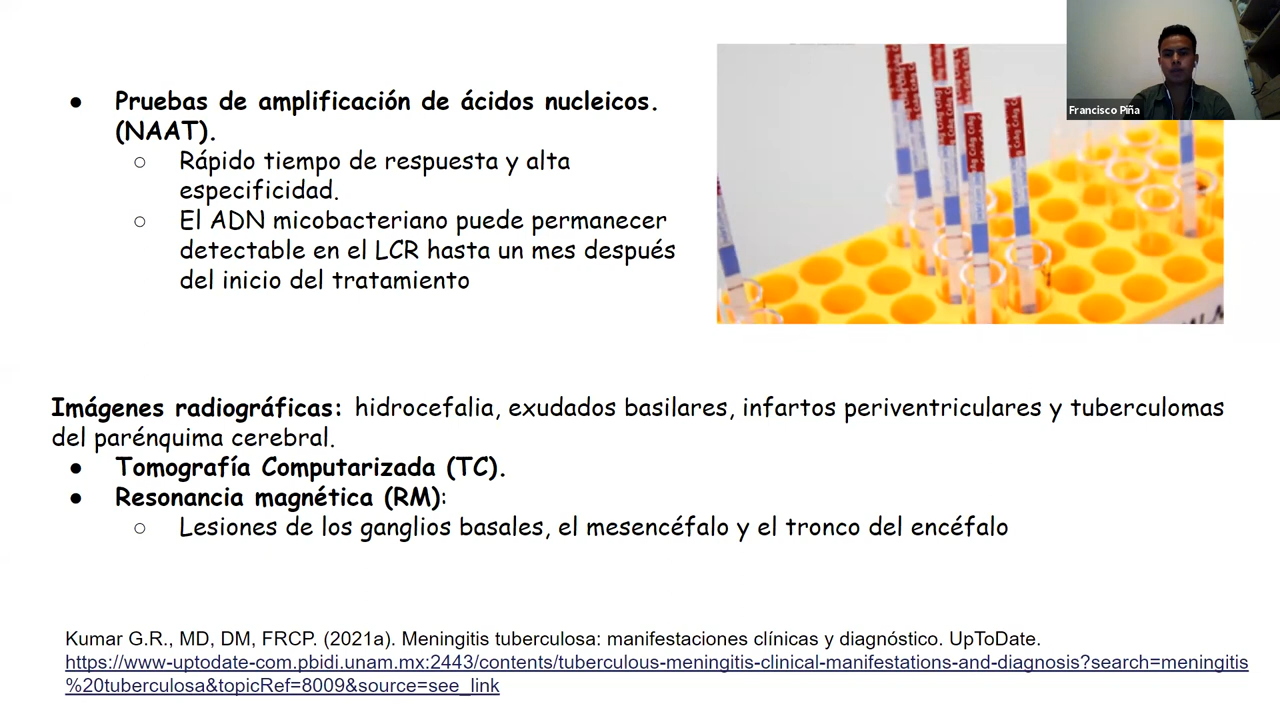 ● Pruebas de amplificación de ácidos nucleicos.
(NAAT).
○ Rápido tiempo de respuesta y alta
especificidad.
○ El ADN micobacteriano puede permanecer
detectable en el LCR hasta un mes después
del inicio del tratamiento
CrAg CrAg
Francisco Piña
Imágenes radiográficas: hidrocefalia, exudados basilares, infartos periventriculares y tuberculomas
del parénquima cerebral.
● Tomografía Computarizada (TC).
● Resonancia magnética (RM):
○ Lesiones de los ganglios basales, el mesencéfalo y el tronco del encéfalo
Kumar G.R., MD, DM, FRCP. (2021a). Meningitis tuberculosa: manifestaciones clínicas y diagnóstico. UpToDate.
https://www-uptodate-com.pbidi.unam.mx:2443/contents/tuberculous-meningitis-clinical-manifestations-and-diagnosis?search=meningitis
%20tuberculosa&topicRef=8009&source=see_link